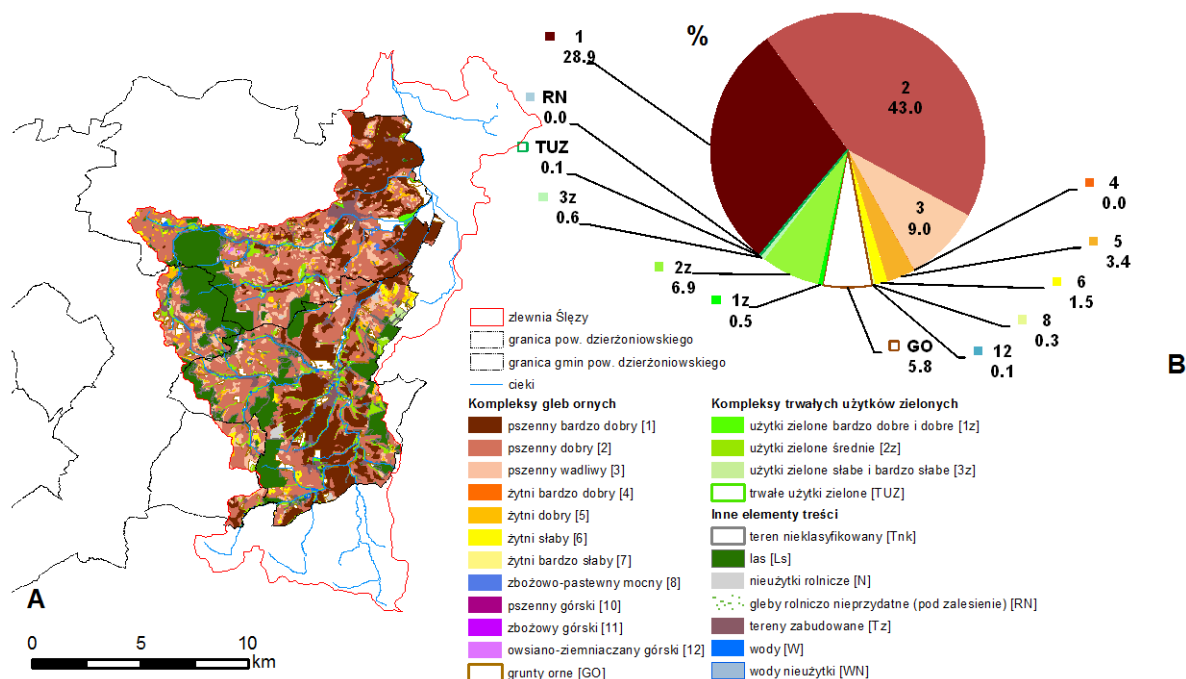 %
1
28.9
2
43.0
3
9.0
4
0.0
5
3.4
6
1.5
8
0.3
12
0.1
GO
5.8
1z
0.5
2z
6.9
3z
0.6
TUZ
0.1
RN
0.0
B
zlewnia Ślęzy
granica pow. dzierżoniowskiego
granica gmin pow. dzierżoniowskiego
cieki
Kompleksy gleb ornych
pszenny bardzo dobry [1]
pszenny dobry [2]
pszenny wadliwy [3]
żytni bardzo dobry [4]
żytni dobry [5]
żytni słaby [6]
żytni bardzo słaby [7]
zbożowo-pastewny mocny [8]
pszenny górski [10]
zbożowy górski [11]
owsiano-ziemniaczany górski [12]
grunty orne [GO]
Kompleksy trwałych użytków zielonych
użytki zielone bardzo dobre i dobre [1z]
użytki zielone średnie [2z]
użytki zielone słabe i bardzo słabe [3z]
trwałe użytki zielone [TUZ]
Inne elementy treści
teren nieklasyfikowany [Tnk]
las [Ls]
nieużytki rolnicze [N]
gleby rolniczo nieprzydatne (pod zalesienie) [RN]
tereny zabudowane [Tz]
wody [W]
wody nieużytki [WN]
A
0 5 10
km